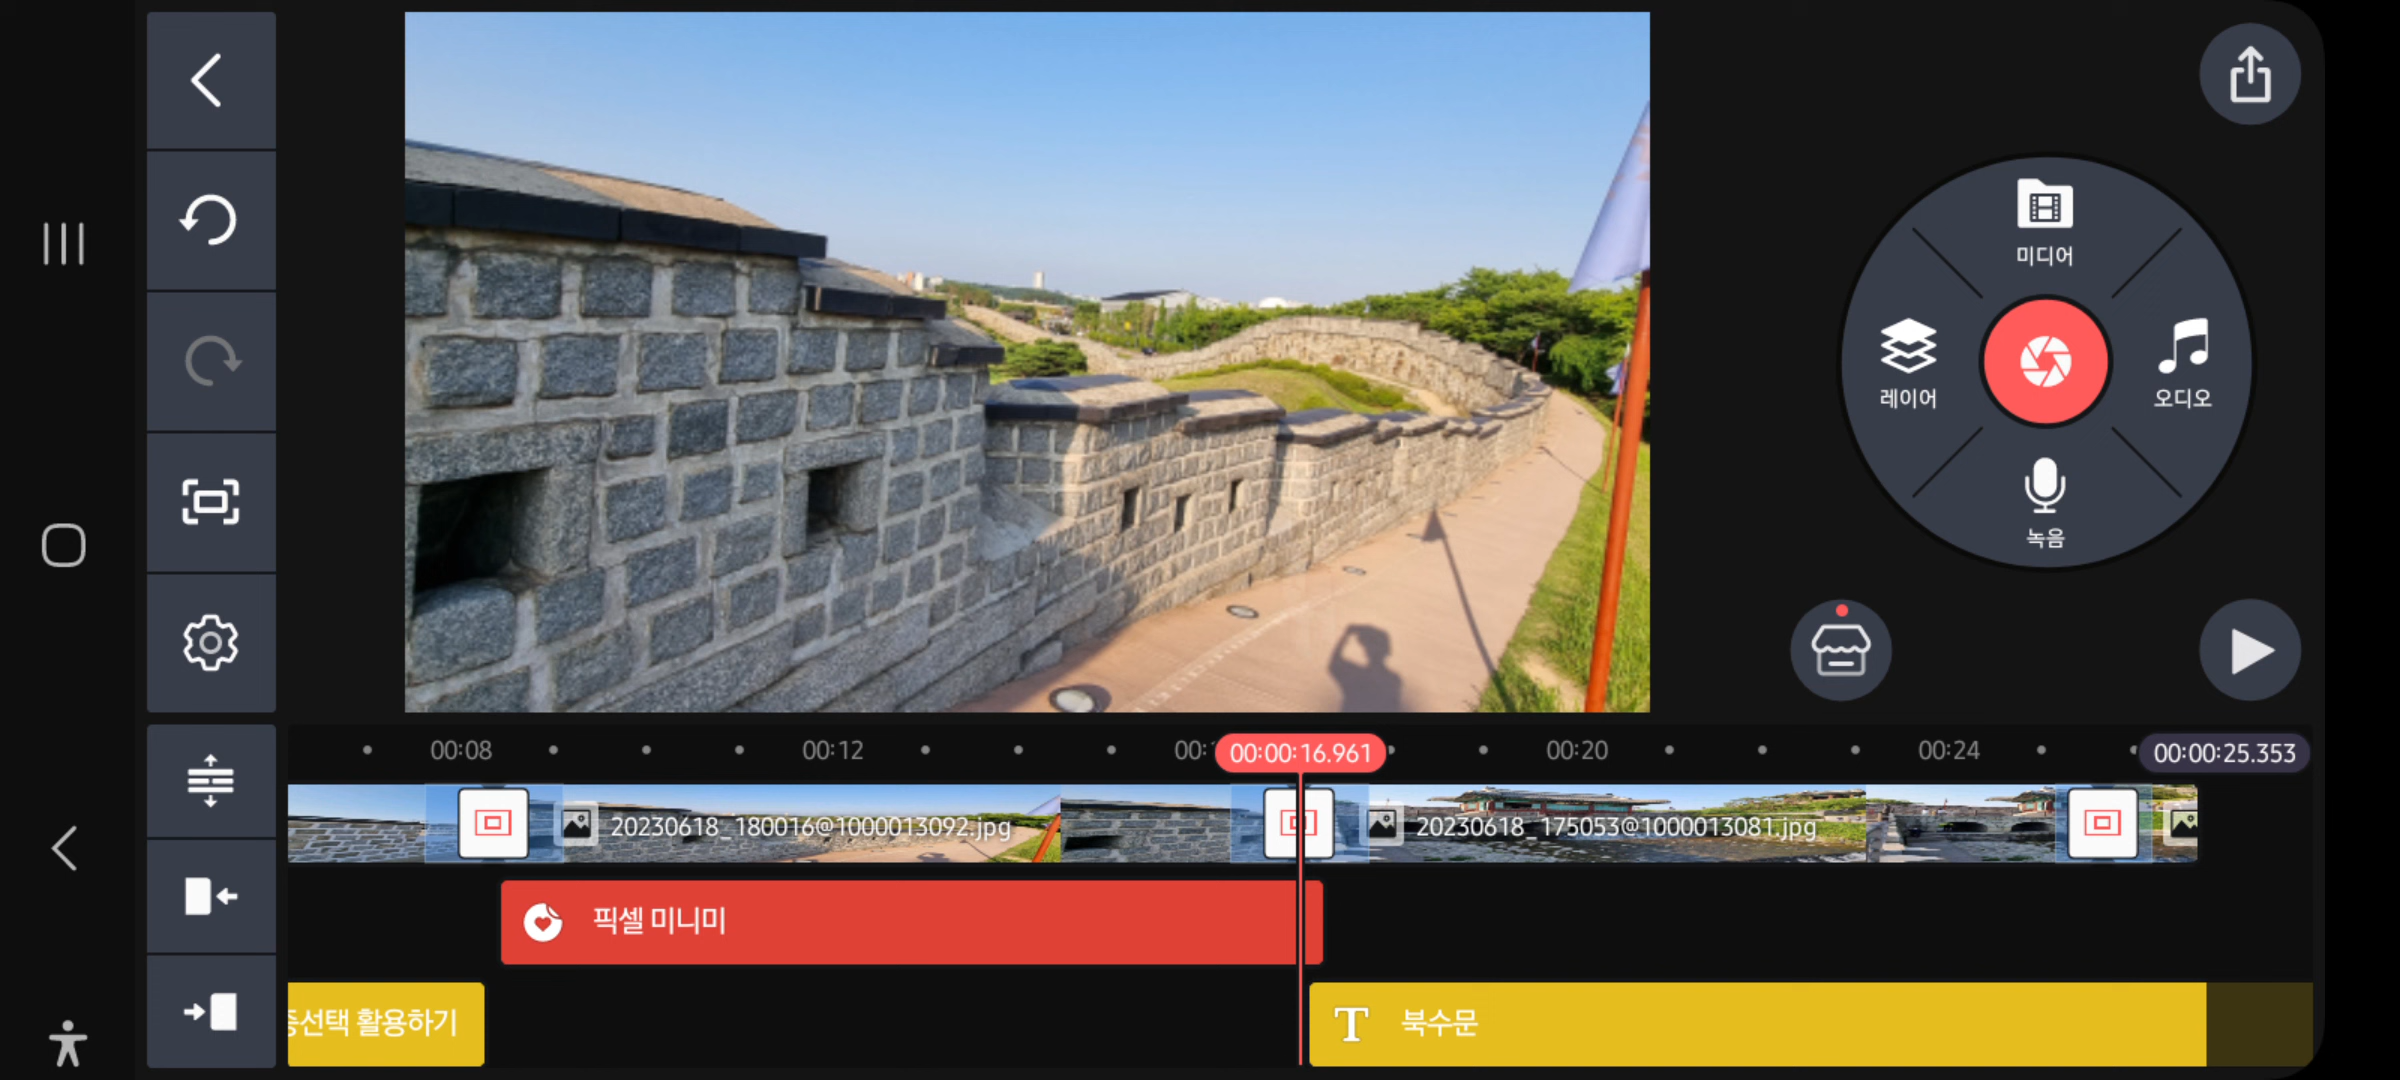 미디어
레이어
오디오
녹음
00:08
00:12
00:00:16.961
00:20
00:24
00:00:25.353
20230618_180016@1000013092.jpg
20230618_175053@1000013081.jpg
픽셀 미니미
중선택 활용하기
T 북수문